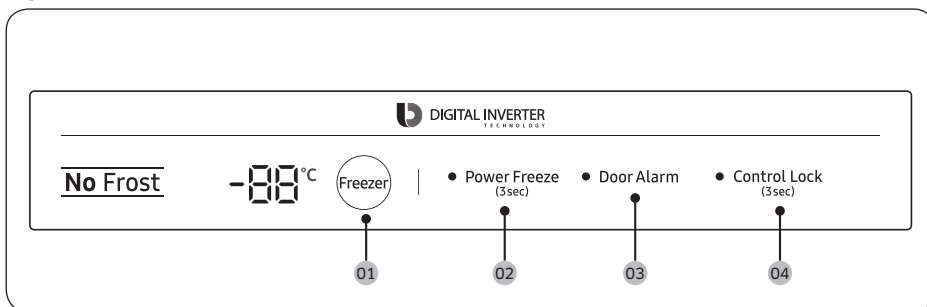 DIGITAL INVERTER
TECHNOLOGY
No Frost -88°C Freezer Power Freeze Door Alarm Control Lock
(3sec) (3sec)
01 02 03 04